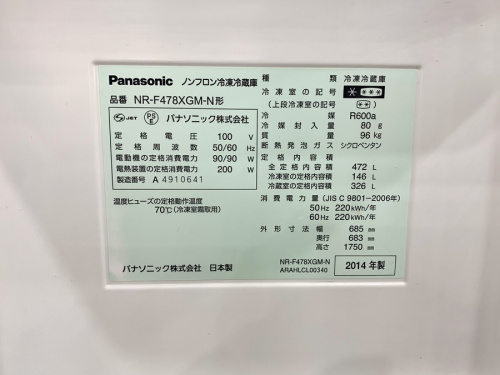 Panasonic ノンフロン冷凍冷蔵庫
品番 NR-F478XGM-N形
JET PS E パナソニック株式会社
定格電圧 100 V
定格周波数 50/60 Hz
電動機の定格消費電力 90/90 W
電熱装置の定格消費電力 200 W
製造番号 A 4910641
温度ヒューズの定格動作温度
70℃(冷凍室霜取用)
パナソニック株式会社 日本製
種類 冷凍冷蔵庫
冷凍室の記号 * ***
(上段冷凍室の記号 **)
冷媒 R600a
冷媒封入量 80 g
質量 96 kg
断熱発泡ガス シクロペンタン
定格内容積
全定格内容積 472 L
冷凍室の定格内容積 146 L
冷蔵室の定格内容積 326 L
消費電力量 (JIS C 9801-2006年)
50 Hz 220 kWh/年
60 Hz 220 kWh/年
外形寸法 幅 685 mm
奥行 683 mm
高さ 1750 mm
NR-F478XGM-N
ARAHLCL00340
2014 年製